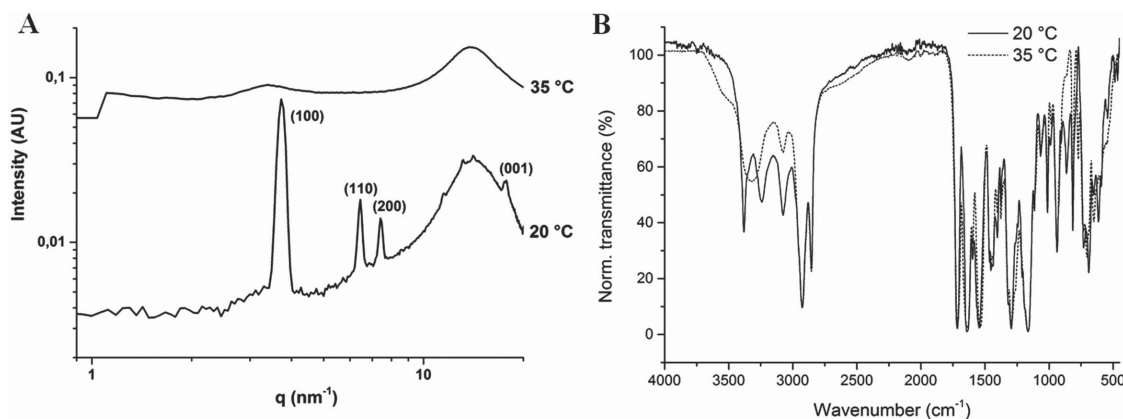 A
Intensity (AU)
0,1
0,01
35 °C
(100)
(110)
(200)
(001)
20 °C
1
10
q (nm⁻¹)
B
20 °C
35 °C
Norm. transmittance (%)
100
80
60
40
20
0
4000 3500 3000 2500 2000 1500 1000 500
Wavenumber (cm⁻¹)